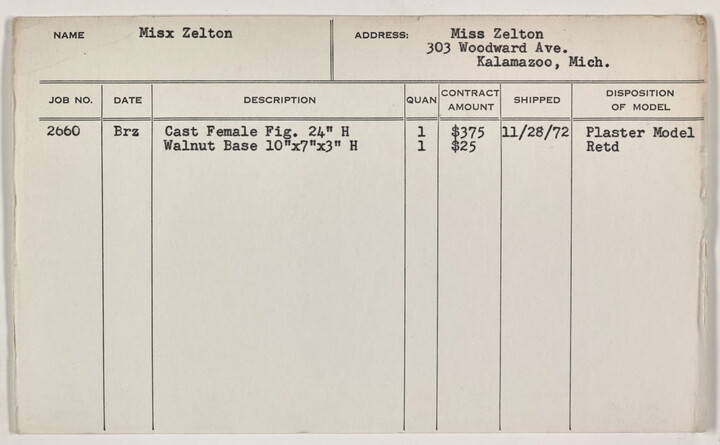 NAME Misx Zelton ADDRESS: Miss Zelton
303 Woodward Ave.
Kalamazoo, Mich.
JOB NO. DATE DESCRIPTION QUAN CONTRACT AMOUNT SHIPPED DISPOSITION OF MODEL
2660 Brz Cast Female Fig. 24" H 1 $375 11/28/72 Plaster Model
Walnut Base 10"x7"x3" H 1 $25 Retd